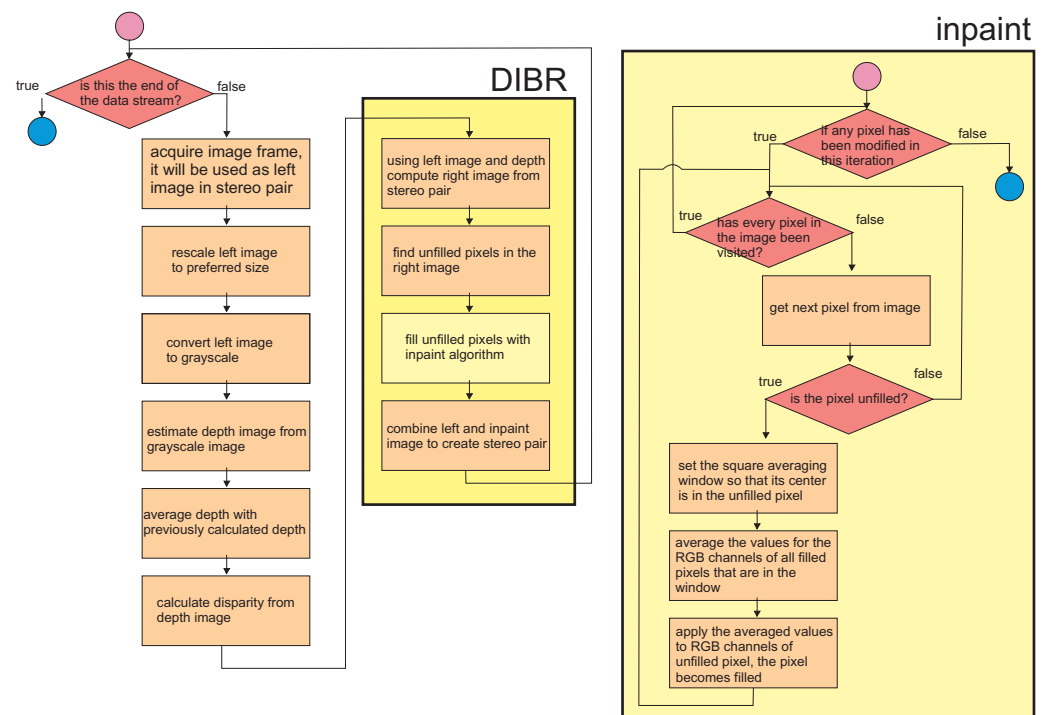 is this the end of
the data stream?
true
false
acquire image frame,
it will be used as left
image in stereo pair
rescale left image
to preferred size
convert left image
to grayscale
estimate depth image from
grayscale image
average depth with
previously calculated depth
calculate disparity from
depth image
DIBR
using left image and depth
compute right image from
stereo pair
find unfilled pixels in the
right image
fill unfilled pixels with
inpaint algorithm
combine left and inpaint
image to create stereo pair
inpaint
if any pixel has
been modified in
this iteration
true
false
has every pixel in
the image been
visited?
true
false
get next pixel from image
is the pixel unfilled?
true
false
set the square averaging
window so that its center
is in the unfilled pixel
average the values for the
RGB channels of all filled
pixels that are in the
window
apply the averaged values
to RGB channels of
unfilled pixel, the pixel
becomes filled